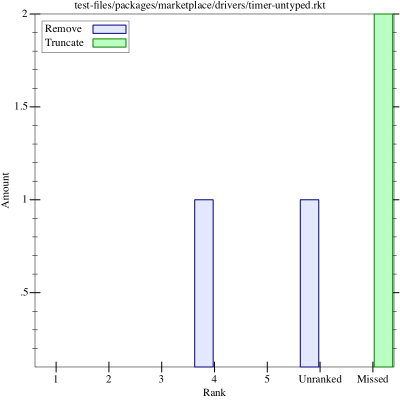 test-files/packages/marketplace/drivers/timer-untyped.rkt
Remove
Truncate
2
1.5
1
.5
Amount
1 2 3 4 5 Unranked Missed
Rank